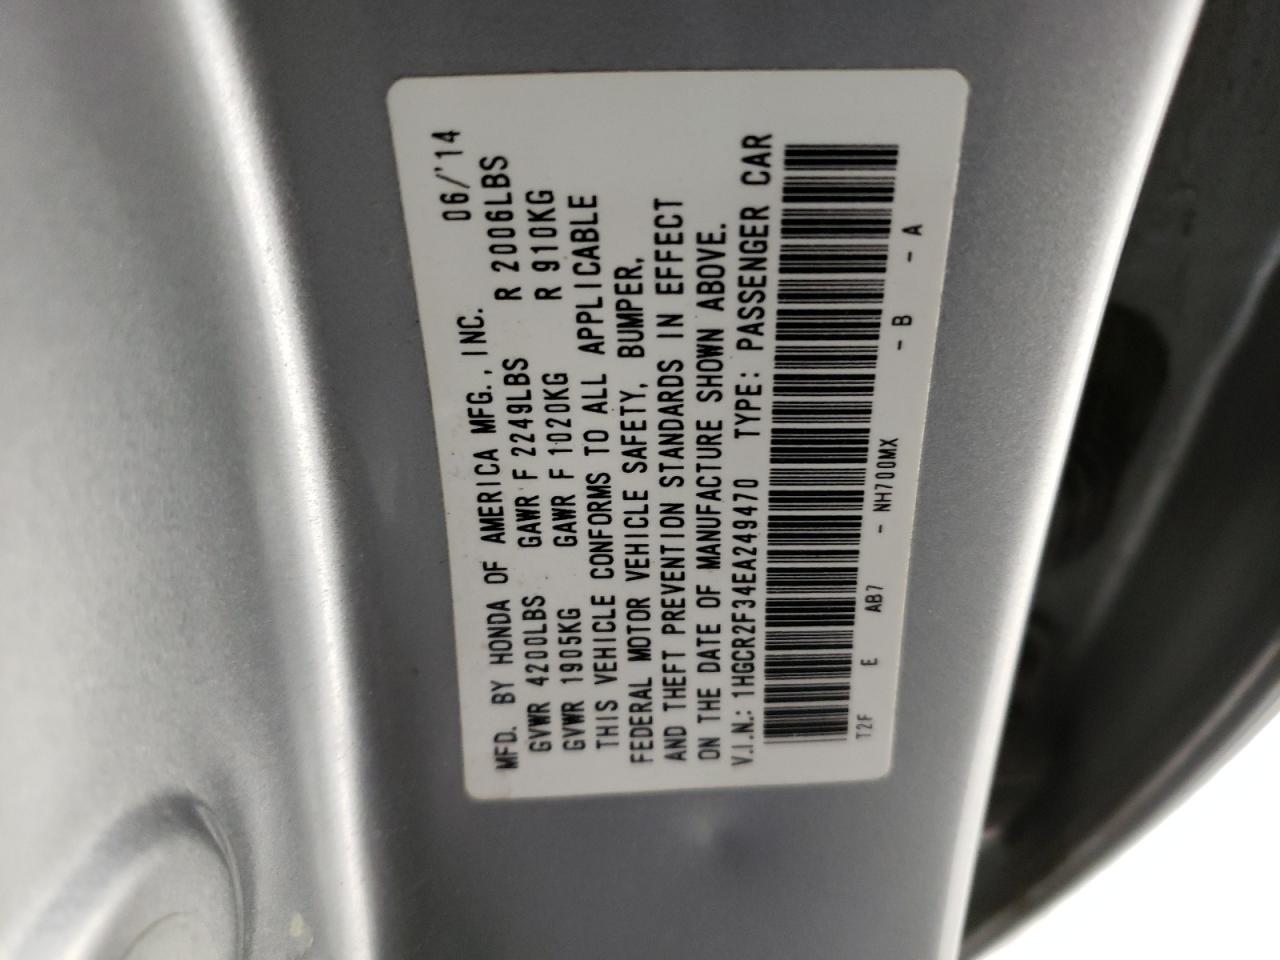 MFD. BY HONDA OF AMERICA MFG., INC. 06/'14
GVWR 4200LBS GAWR F 2249LBS R 2006LBS
GVWR 1905KG GAWR F 1020KG R 910KG
THIS VEHICLE CONFORMS TO ALL APPLICABLE
FEDERAL MOTOR VEHICLE SAFETY, BUMPER,
AND THEFT PREVENTION STANDARDS IN EFFECT
ON THE DATE OF MANUFACTURE SHOWN ABOVE.
V.I.N.: 1HGCR2F34EA249470 TYPE: PASSENGER CAR
T2F E AB7 - NH700MX - B - A